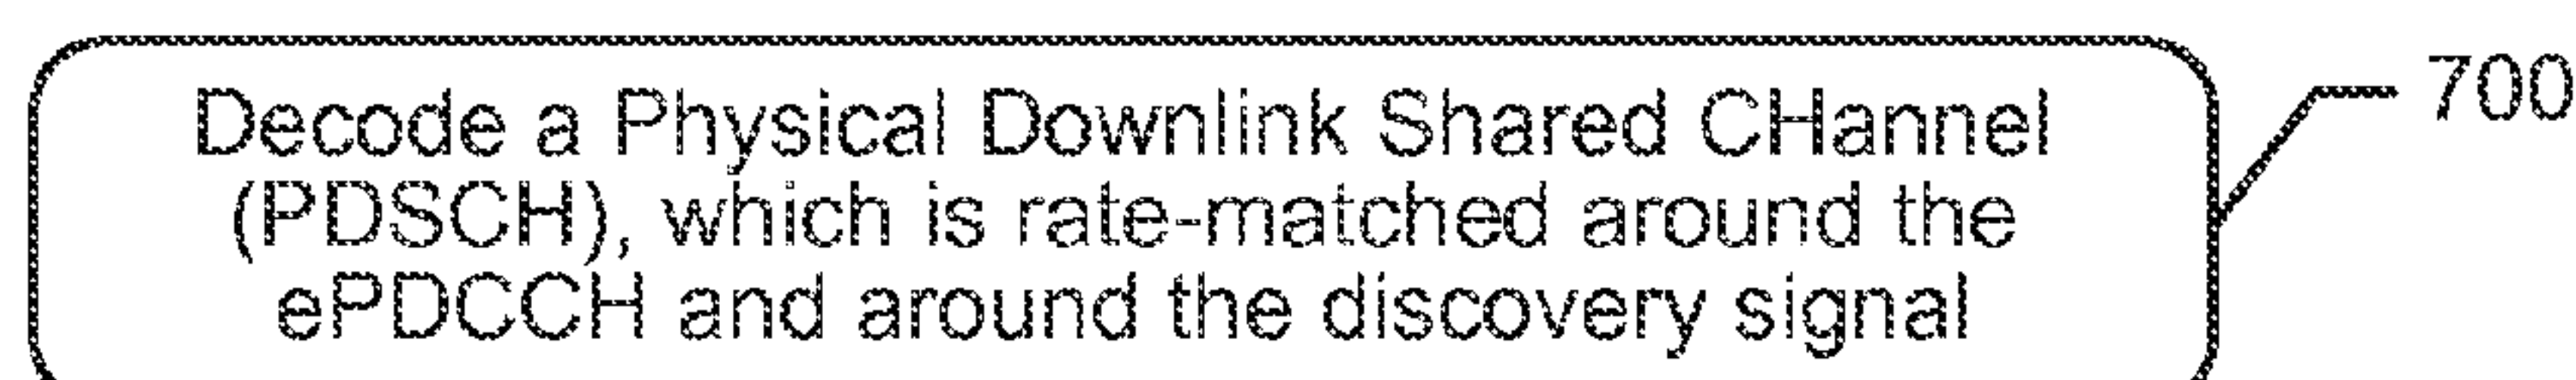 Decode a Physical Downlink Shared CHannel
(PDSCH), which is rate-matched around the
ePDCCH and around the discovery signal
700